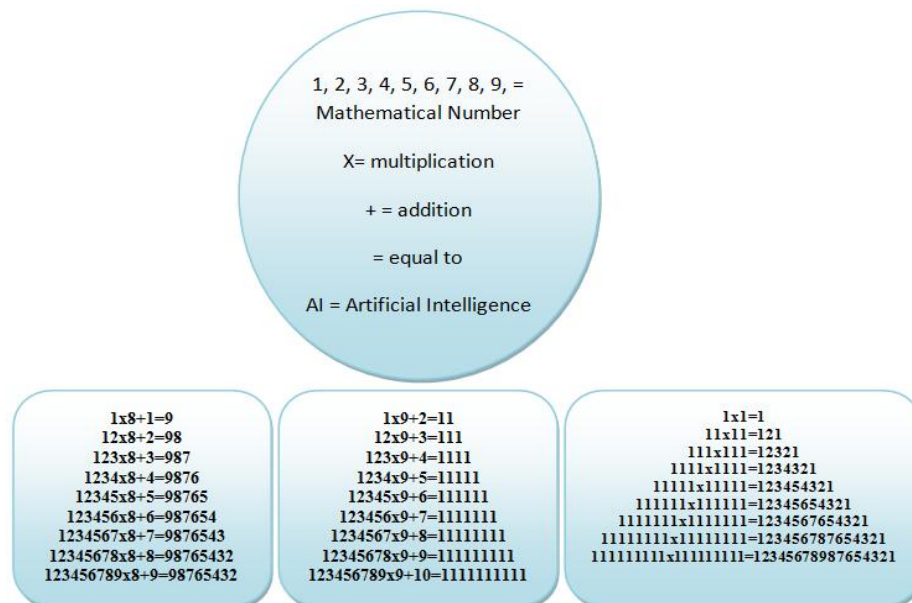 1, 2, 3, 4, 5, 6, 7, 8, 9, =
Mathematical Number
X= multiplication
+ = addition
= equal to
AI = Artificial Intelligence
1x8+1=9
12x8+2=98
123x8+3=987
1234x8+4=9876
12345x8+5=98765
123456x8+6=987654
1234567x8+7=9876543
12345678x8+8=98765432
123456789x8+9=98765432
1x9+2=11
12x9+3=111
123x9+4=1111
1234x9+5=11111
12345x9+6=111111
123456x9+7=1111111
1234567x9+8=11111111
12345678x9+9=111111111
123456789x9+10=1111111111
1x1=1
11x11=121
111x111=12321
1111x1111=1234321
11111x11111=123454321
111111x111111=12345654321
1111111x1111111=1234567654321
11111111x11111111=123456787654321
111111111x111111111=12345678987654321